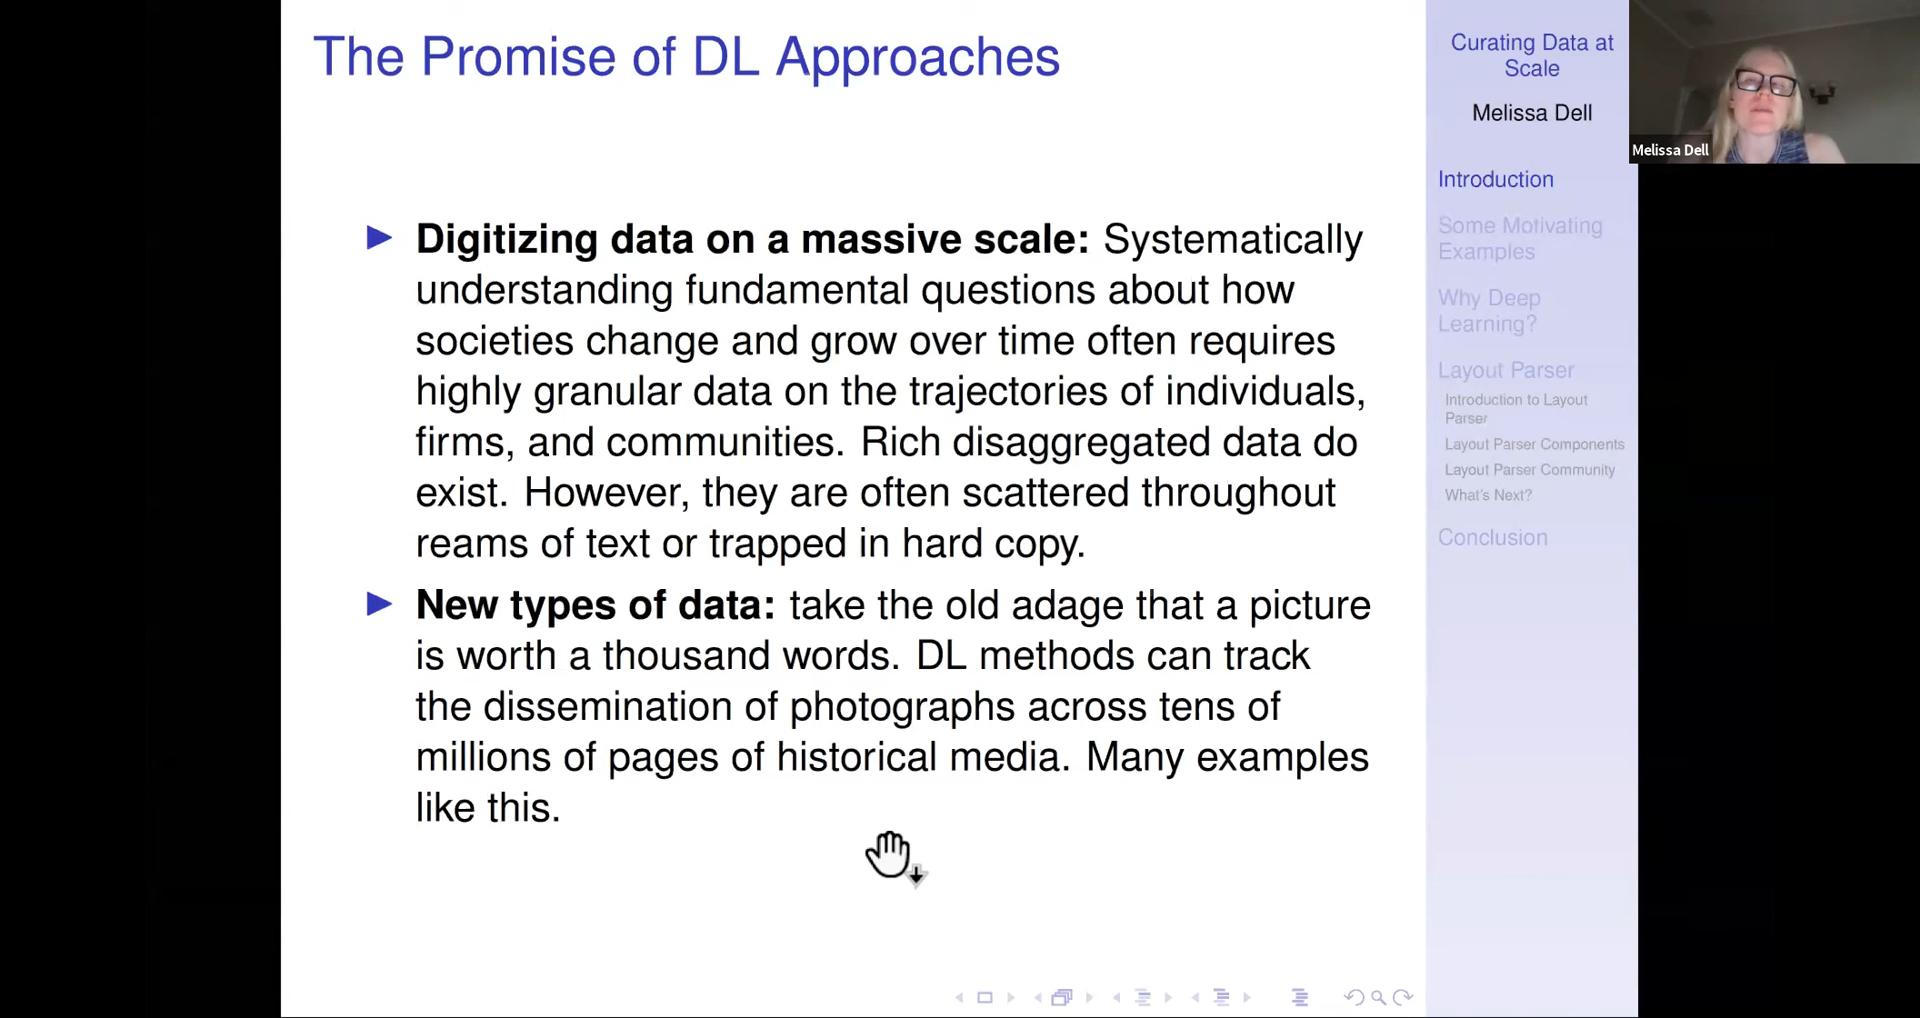 The Promise of DL Approaches
▶ Digitizing data on a massive scale: Systematically
understanding fundamental questions about how
societies change and grow over time often requires
highly granular data on the trajectories of individuals,
firms, and communities. Rich disaggregated data do
exist. However, they are often scattered throughout
reams of text or trapped in hard copy.
▶ New types of data: take the old adage that a picture
is worth a thousand words. DL methods can track
the dissemination of photographs across tens of
millions of pages of historical media. Many examples
like this.
Curating Data at
Scale
Melissa Dell
Introduction
Some Motivating
Examples
Why Deep
Learning?
Layout Parser
Introduction to Layout
Parser
Layout Parser Components
Layout Parser Community
What's Next?
Conclusion
Melissa Dell